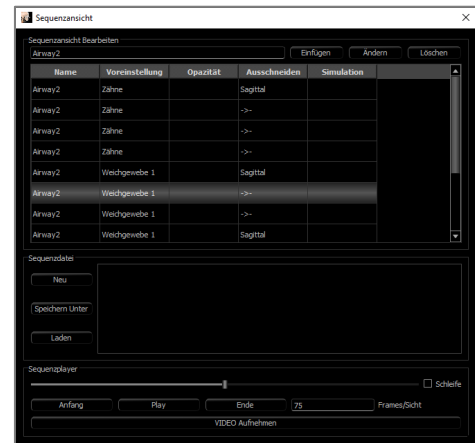 Sequenzansicht
Sequenzansicht Bearbeiten
Airway2 Einfügen Ändern Löschen
Name Voreinstellung Opazität Ausschneiden Simulation
Airway2 Zähne Sagittal
Airway2 Zähne ->-
Airway2 Zähne ->-
Airway2 Zähne ->-
Airway2 Weichgewebe 1 Sagittal
Airway2 Weichgewebe 1 ->-
Airway2 Weichgewebe 1 ->-
Airway2 Weichgewebe 1 Sagittal
Sequenzdatei
Neu
Speichern Unter
Laden
Sequenzplayer
Schleife
Anfang Play Ende 75 Frames/Sicht
VIDEO Aufnehmen